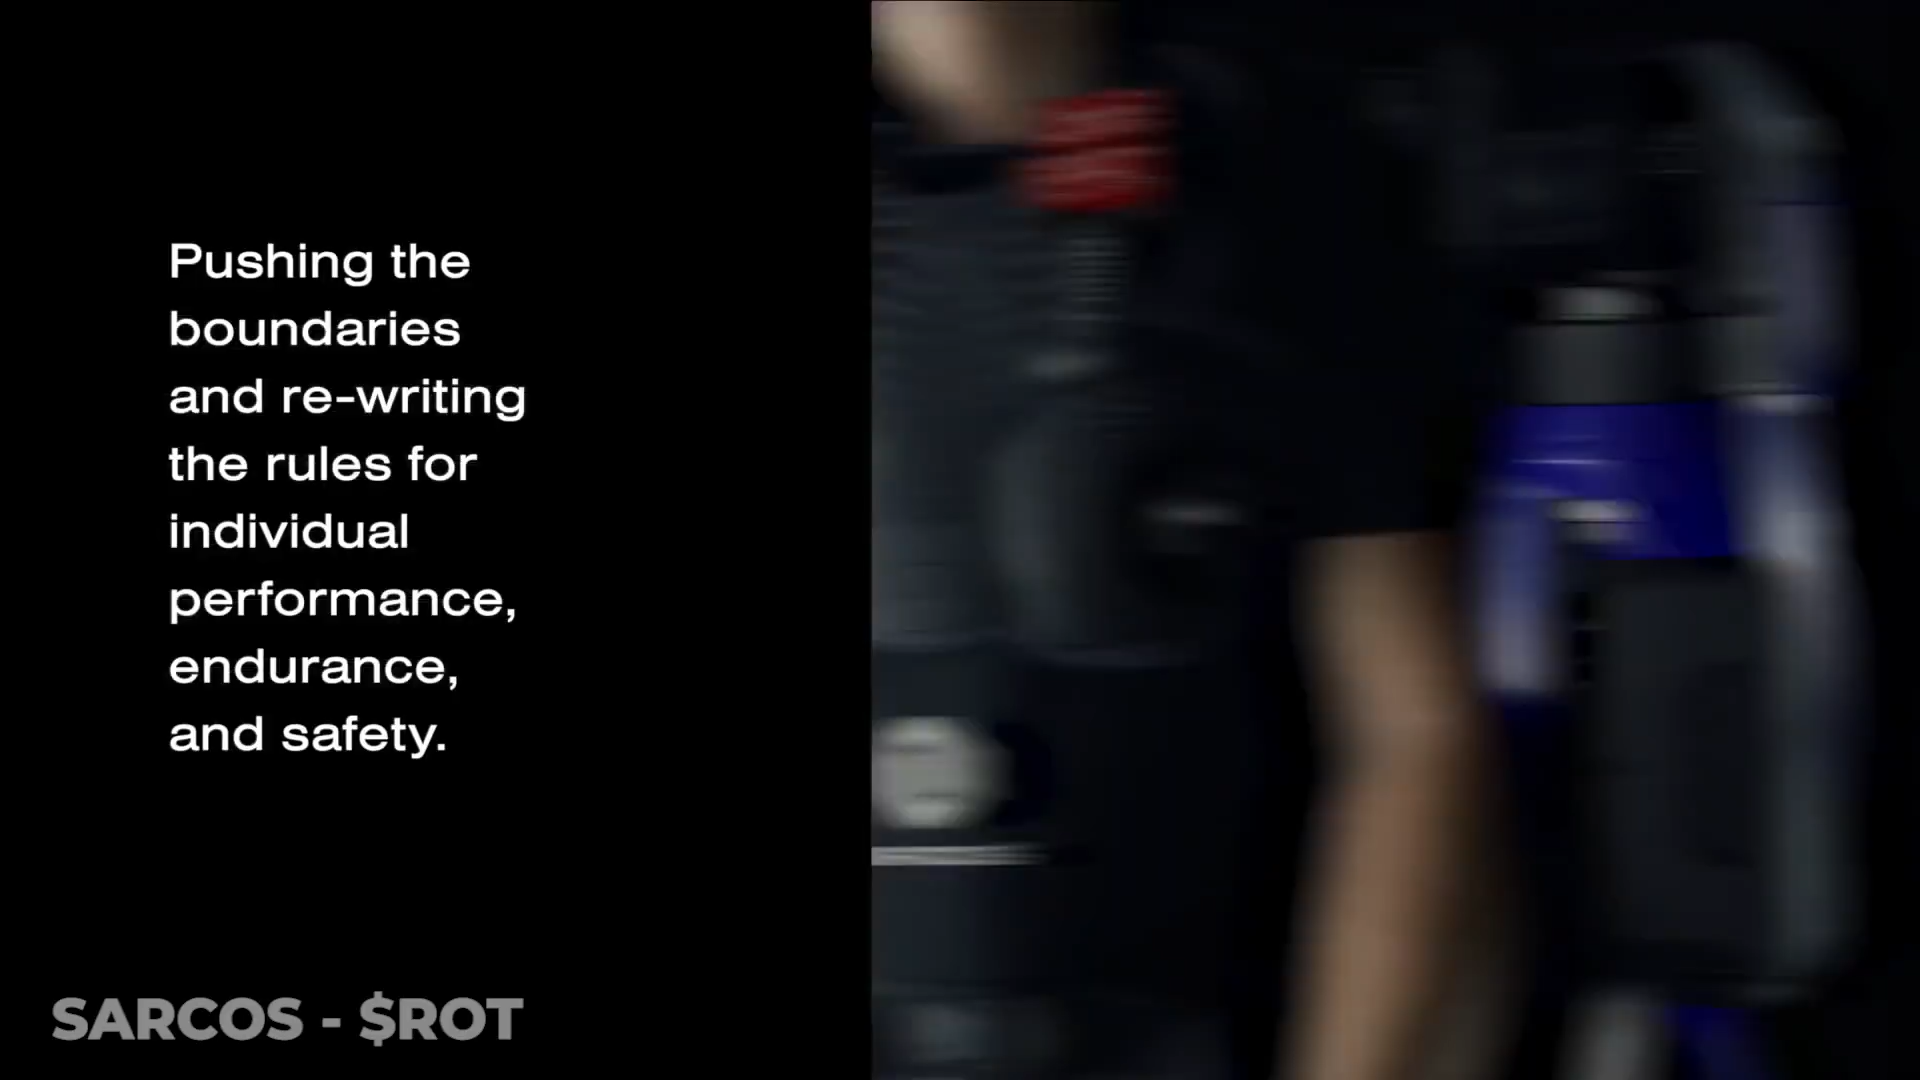 Pushing the
boundaries
and re-writing
the rules for
individual
performance,
endurance,
and safety.
SARCOS - $ROT